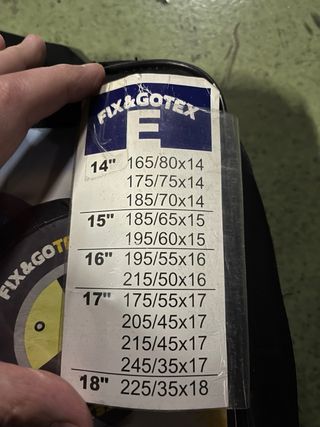 FIX&GOTEX
E
14" 165/80x14
175/75x14
185/70x14
15" 185/65x15
195/60x15
16" 195/55x16
215/50x16
17" 175/55x17
205/45x17
215/45x17
245/35x17
18" 225/35x18
FIX&GOTE